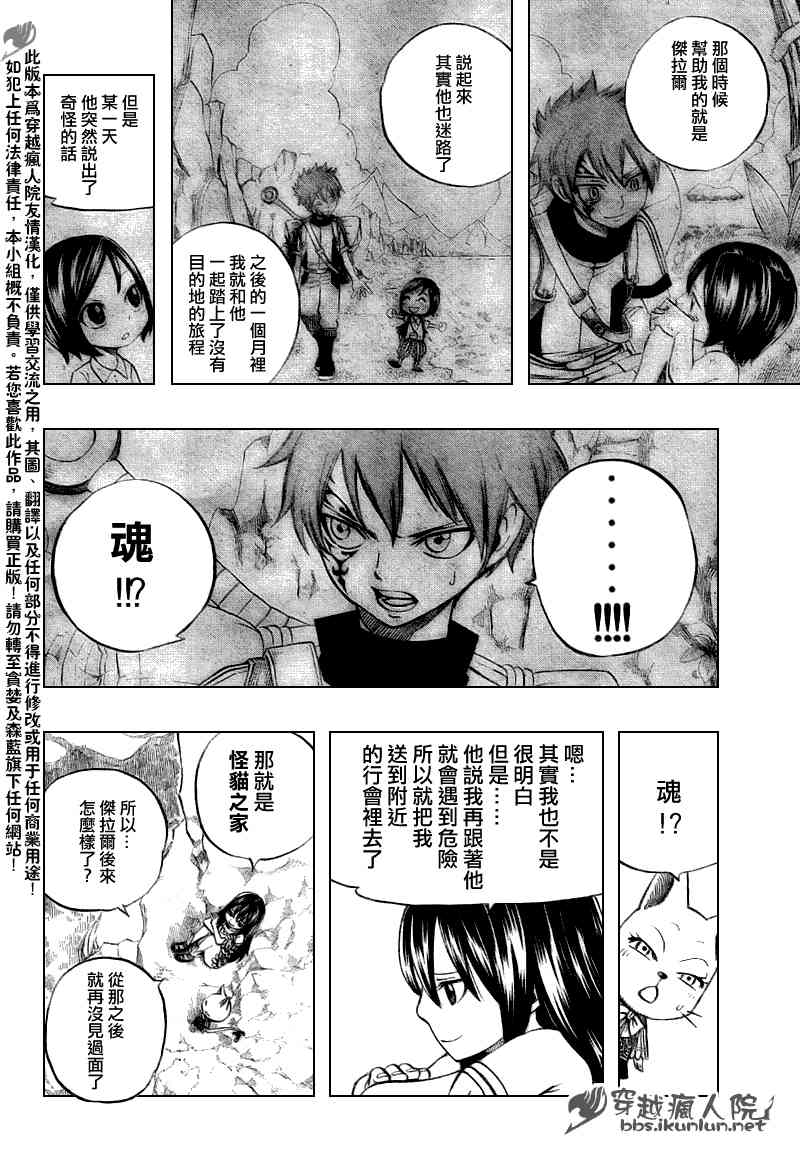 那個時候
幫助我的就是
傑拉爾
說起來
其實他也迷路了
之後的一個月裡
我就和他
一起踏上了沒有
目的地的旅程
但是
某一天
他突然說出了
奇怪的話
‧‧‧‧‧‧!!!!
魂
!!?
魂
!?
嗯…
其實我也不是
很明白
但是……
他說我再跟著他
就會遇到危險
所以就把我
送到附近
的行會裡去了
那就是
怪貓之家
所以…
傑拉爾後來
怎麼樣了?
從那之後
就再沒見過面了
此版本爲穿越瘋人院友情漢化，僅供學習交流之用，其圖、翻譯以及任何部分不得進行修改或用于任何商業用途！
如犯上任何法律責任，本小組概不負責。若您喜歡此作品，請購買正版！請勿轉至貪婪及森藍旗下任何網站！
穿越瘋人院
bbs.ikunlun.net